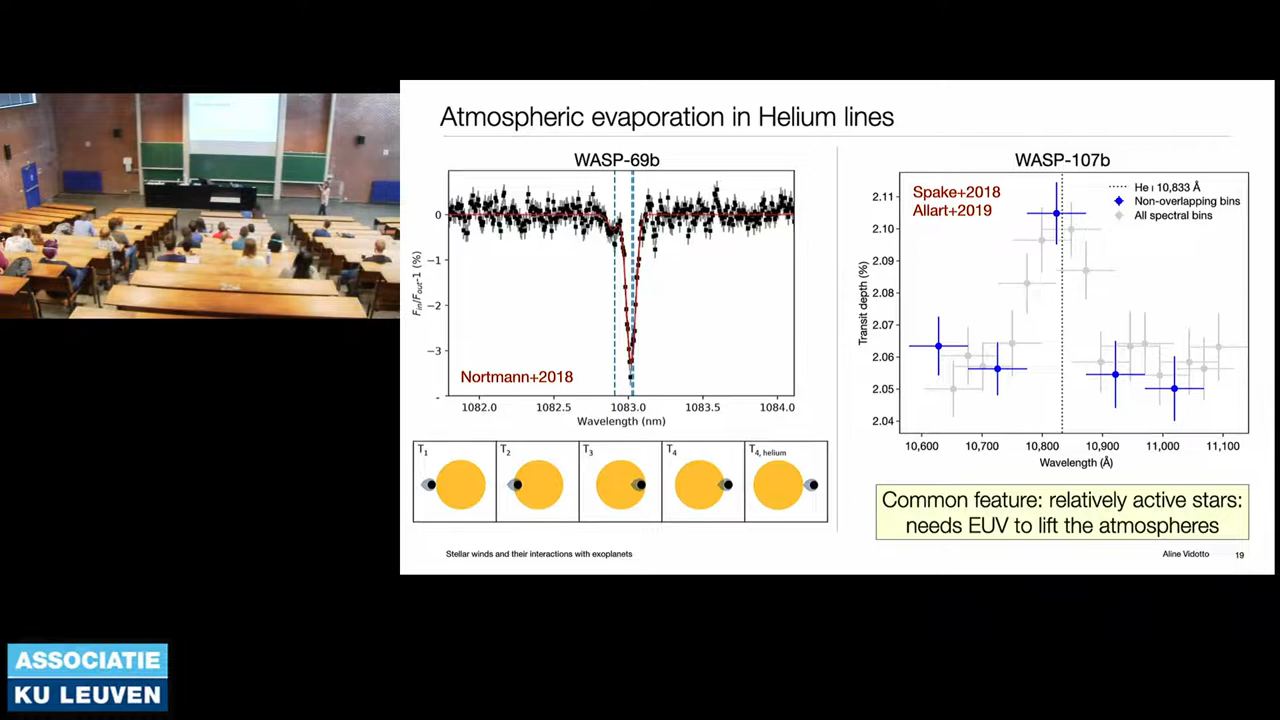 Atmospheric evaporation in Helium lines
WASP-69b
0
−1
−2
−3
-
Fin/Fout-1 (%)
Nortmann+2018
1082.0 1082.5 1083.0 1083.5 1084.0
Wavelength (nm)
T1 T2 T3 T4 T4, helium
WASP-107b
Spake+2018
Allart+2019
He I 10,833 Å
Non-overlapping bins
All spectral bins
2.11
2.10
2.09
2.08
2.07
2.06
2.05
2.04
Transit depth (%)
10,600 10,700 10,800 10,900 11,000 11,100
Wavelength (Å)
Common feature: relatively active stars:
needs EUV to lift the atmospheres
Stellar winds and their interactions with exoplanets
Aline Vidotto 19
ASSOCIATIE
KU LEUVEN